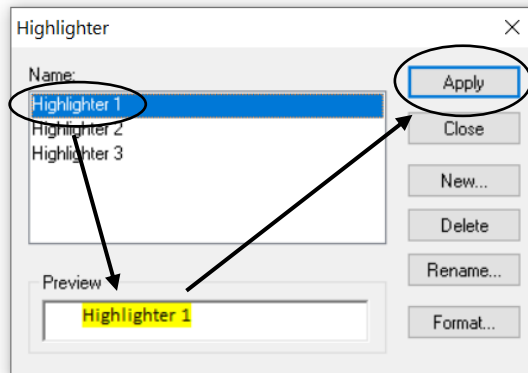 Highlighter
Name:
Highlighter 1
Highlighter 2
Highlighter 3
Apply
Close
New...
Delete
Rename...
Format...
Preview
Highlighter 1